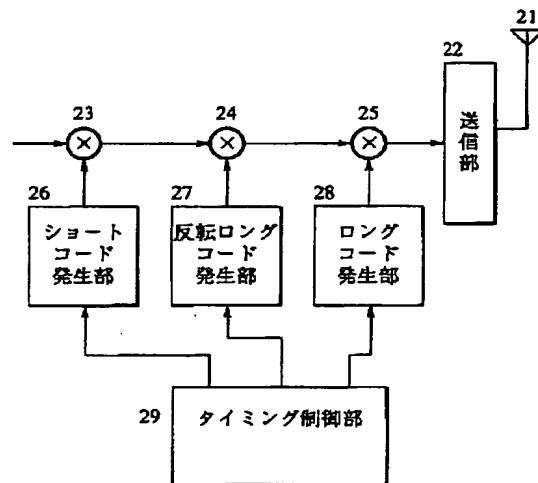 21
22
送信部
23
24
25
26
ショート
コード
発生部
27
反転ロング
コード
発生部
28
ロング
コード
発生部
29
タイミング制御部